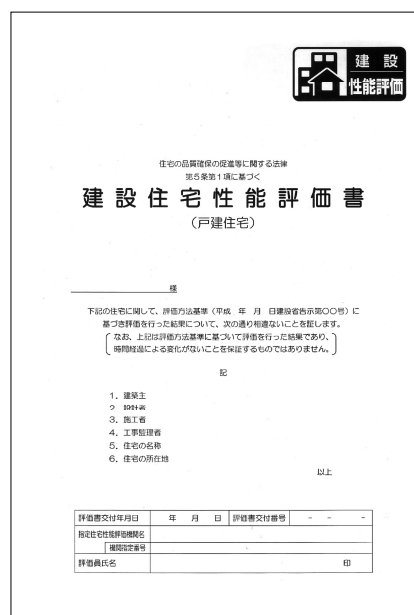 建設
性能評価
住宅の品質確保の促進等に関する法律
第5条第1項に基づく
建設住宅性能評価書
(戸建住宅)
様
下記の住宅に関して、評価方法基準(平成 年 月 日建設省告示第〇〇号)に
基づき評価を行った結果について、次の通り相違ないことを証します。
なお、上記は評価方法基準に基づいて評価を行った結果であり、
時間経過による変化がないことを保証するものではありません。
記
1. 建築主
2. 設計者
3. 施工者
4. 工事監理者
5. 住宅の名称
6. 住宅の所在地
以上
評価書交付年月日 年 月 日 評価書交付番号 - - -
指定住宅性能評価機関名
機関指定番号
評価員氏名 印